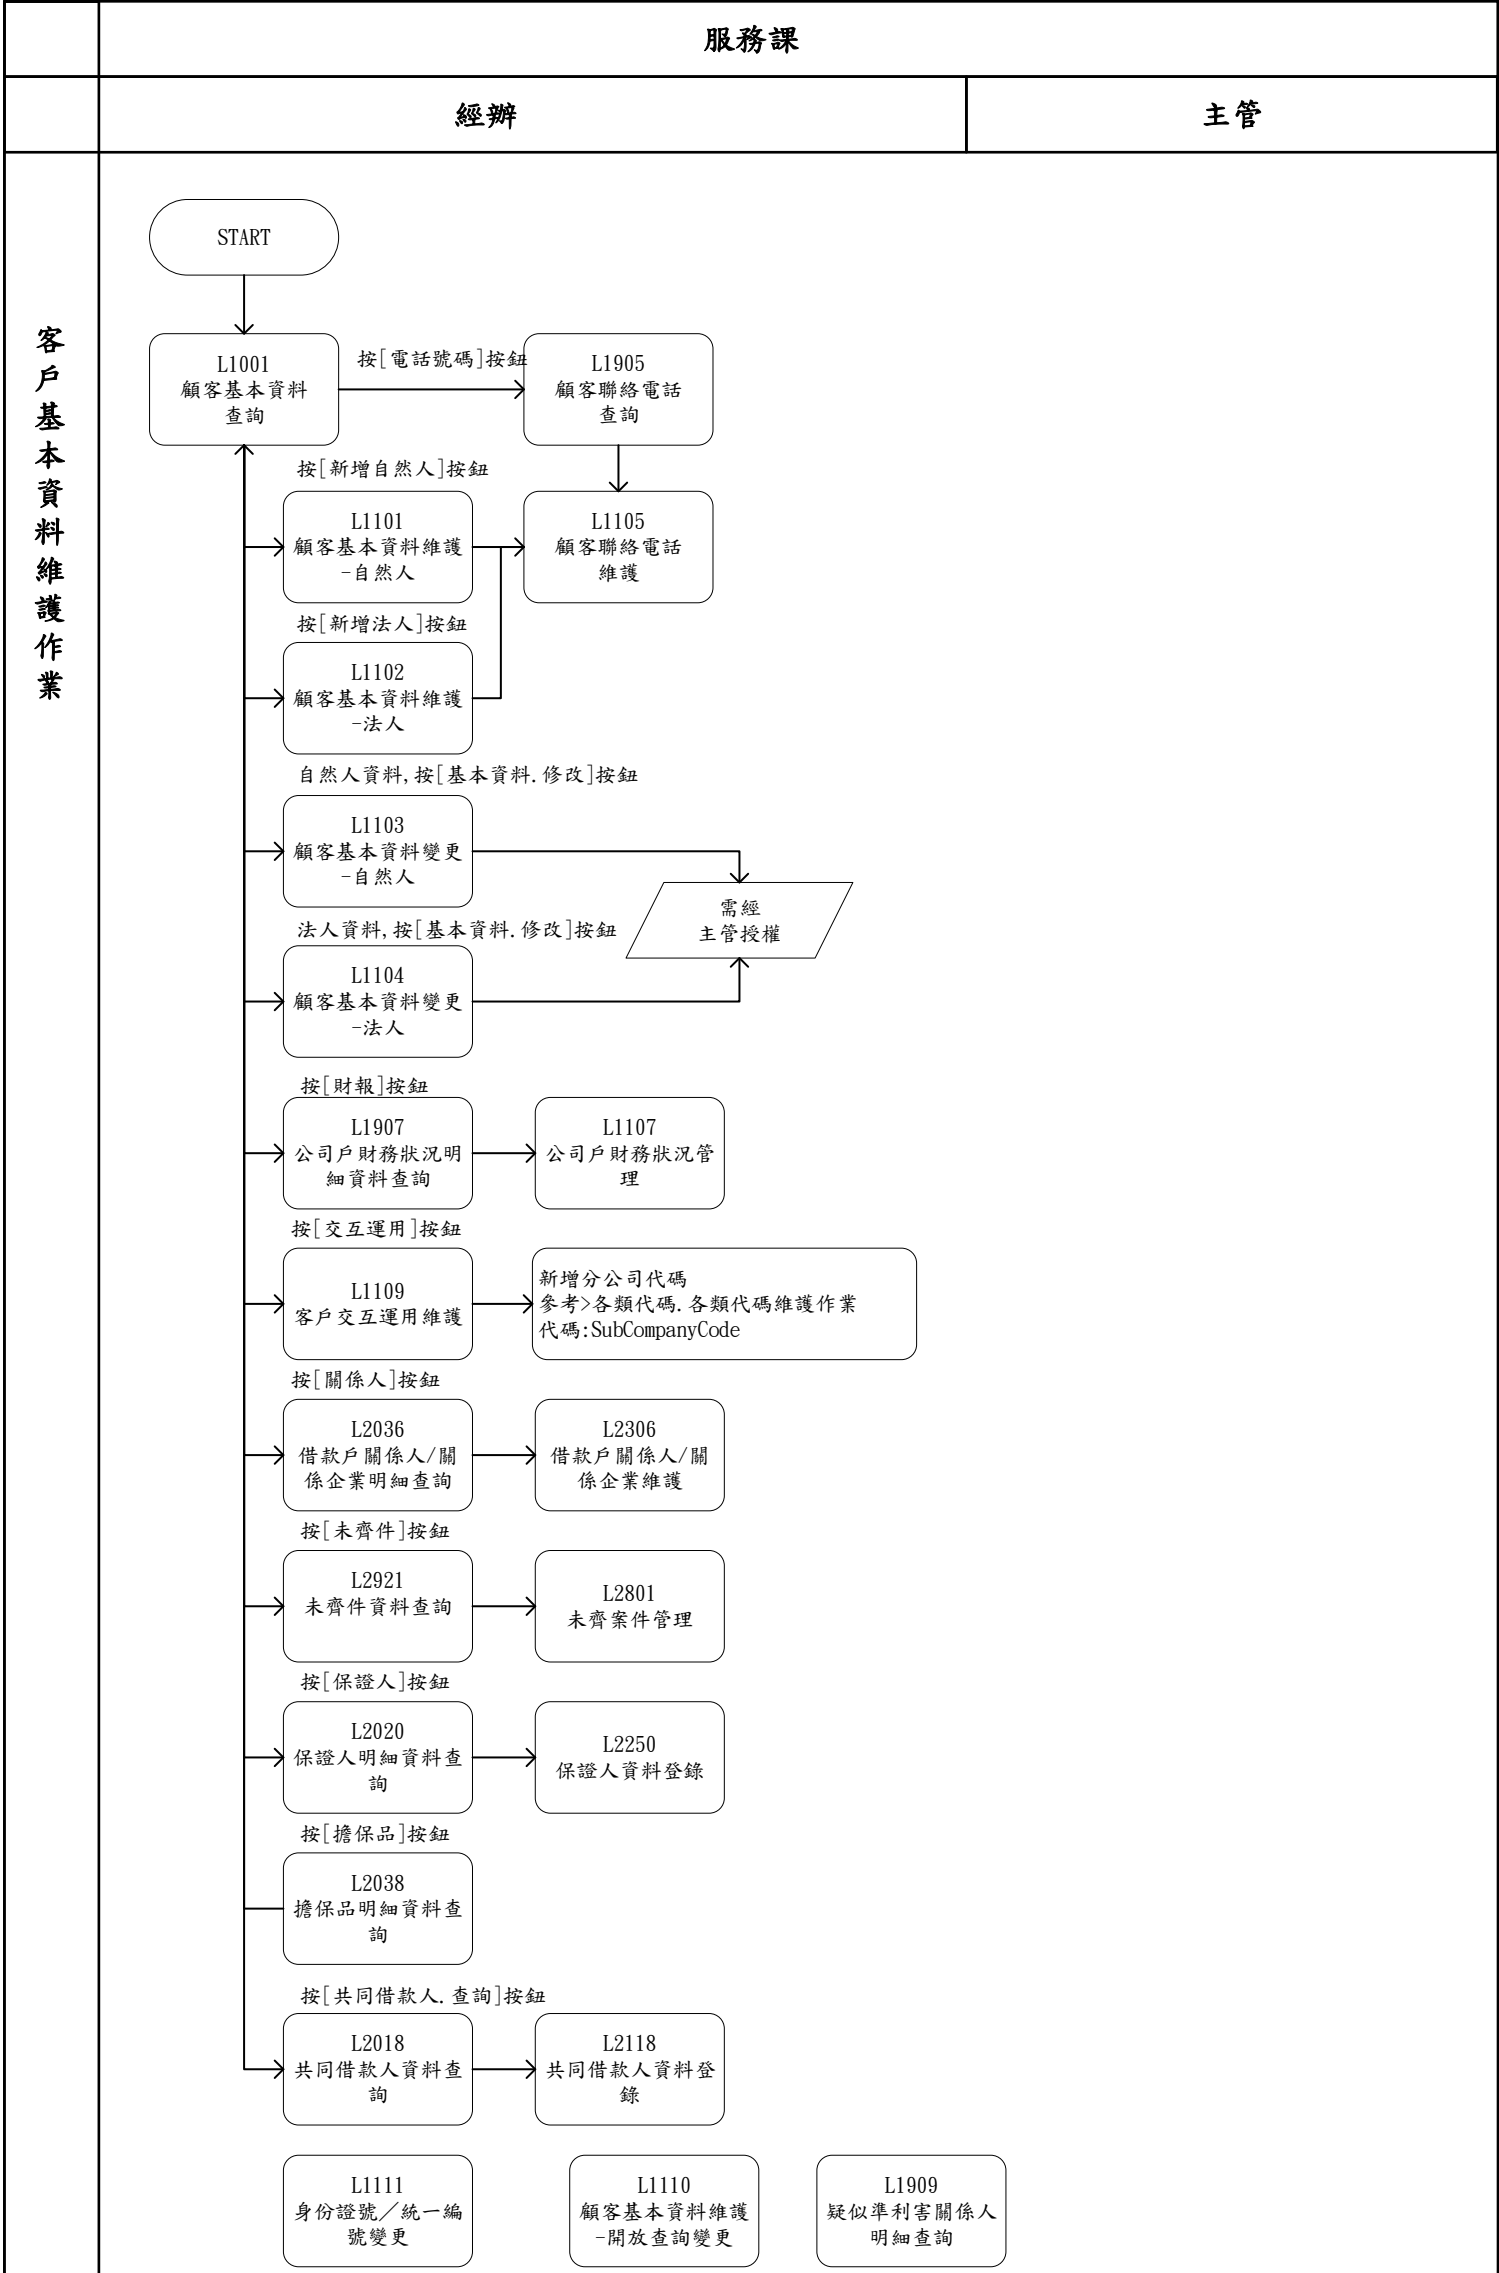 服務課
經辦
主管
客戶基本資料維護作業
START
L1001
顧客基本資料
查詢
按[電話號碼]按鈕
L1905
顧客聯絡電話
查詢
按[新增自然人]按鈕
L1101
顧客基本資料維護
-自然人
L1105
顧客聯絡電話
維護
按[新增法人]按鈕
L1102
顧客基本資料維護
-法人
自然人資料,按[基本資料.修改]按鈕
L1103
顧客基本資料變更
-自然人
需經
主管授權
法人資料,按[基本資料.修改]按鈕
L1104
顧客基本資料變更
-法人
按[財報]按鈕
L1907
公司戶財務狀況明
細資料查詢
L1107
公司戶財務狀況管
理
按[交互運用]按鈕
L1109
客戶交互運用維護
新增分公司代碼
參考>各類代碼.各類代碼維護作業
代碼:SubCompanyCode
按[關係人]按鈕
L2036
借款戶關係人/關
係企業明細查詢
L2306
借款戶關係人/關
係企業維護
按[未齊件]按鈕
L2921
未齊件資料查詢
L2801
未齊案件管理
按[保證人]按鈕
L2020
保證人明細資料查
詢
L2250
保證人資料登錄
按[擔保品]按鈕
L2038
擔保品明細資料查
詢
按[共同借款人.查詢]按鈕
L2018
共同借款人資料查
詢
L2118
共同借款人資料登
錄
L1111
身份證號／統一編
號變更
L1110
顧客基本資料維護
-開放查詢變更
L1909
疑似準利害關係人
明細查詢